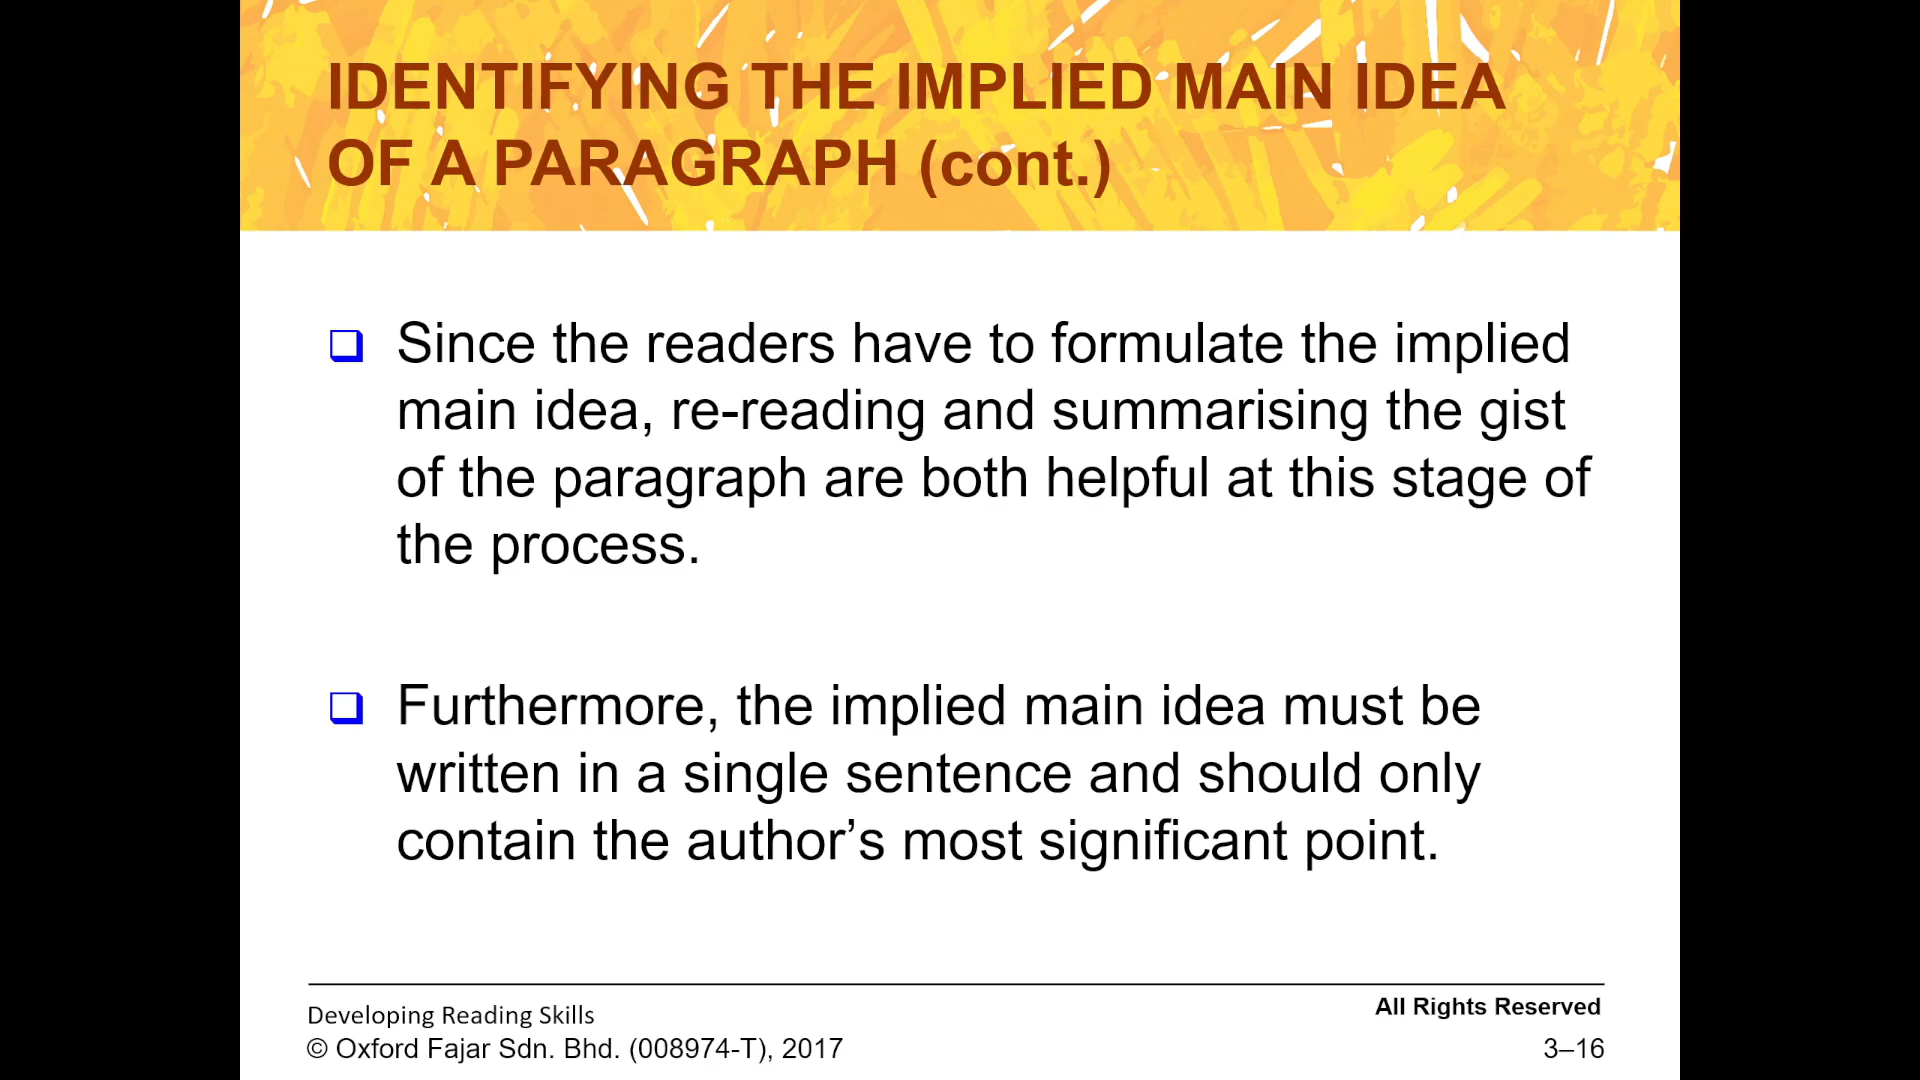 IDENTIFYING THE IMPLIED MAIN IDEA
OF A PARAGRAPH (cont.)
❑ Since the readers have to formulate the implied
main idea, re-reading and summarising the gist
of the paragraph are both helpful at this stage of
the process.
❑ Furthermore, the implied main idea must be
written in a single sentence and should only
contain the author’s most significant point.
Developing Reading Skills
All Rights Reserved
© Oxford Fajar Sdn. Bhd. (008974-T), 2017
3–16